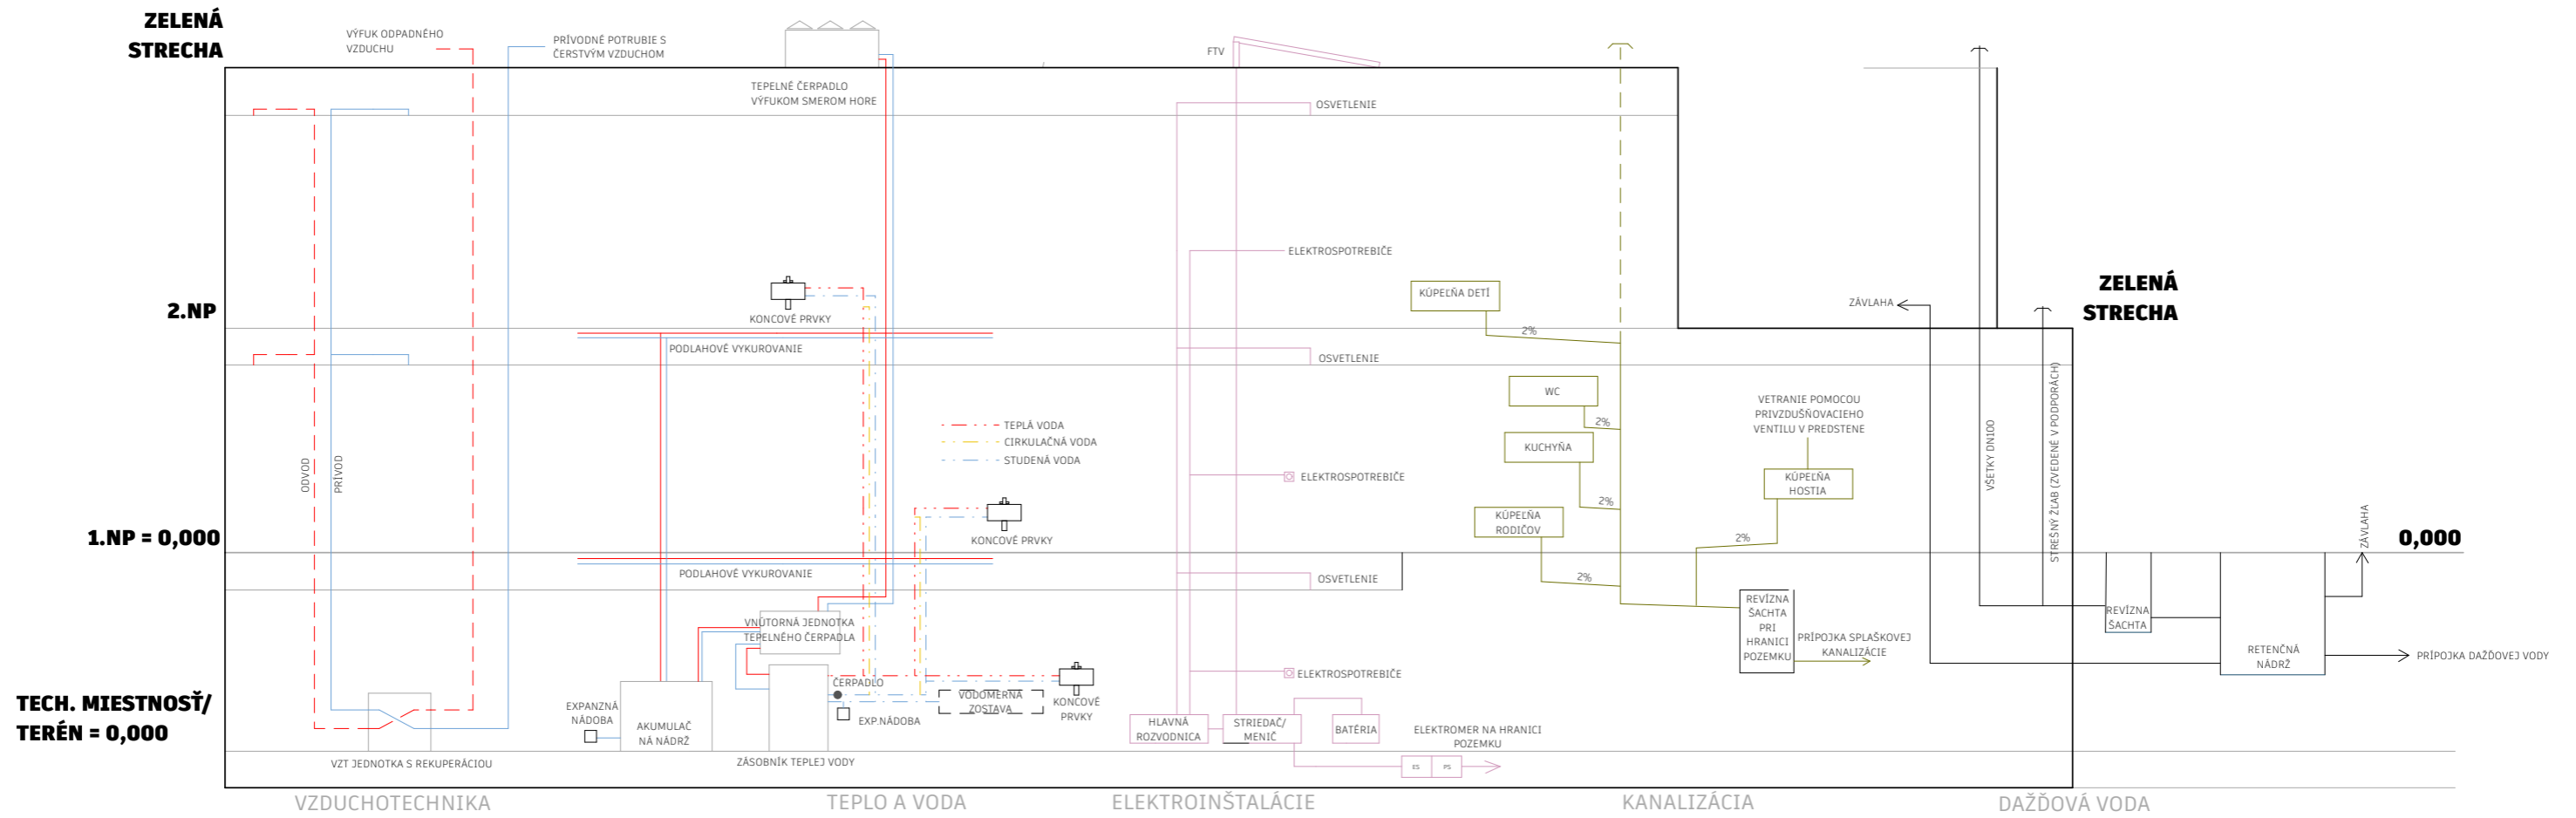 ZELENÁ
STRECHA
VÝFUK ODPADNÉHO
VZDUCHU
PRÍVODNÉ POTRUBIE S
ČERSTVÝM VZDUCHOM
TEPELNÉ ČERPADLO
VÝFUKOM SMEROM HORE
FTV
OSVETLENIE
ELEKTROSPOTREBIČE
2.NP
KONCOVÉ PRVKY
PODLAHOVÉ VYKUROVANIE
OSVETLENIE
KÚPEĽŇA DETÍ
2%
ZÁVLAHA
ZELENÁ
STRECHA
WC
2%
KUCHYŇA
2%
KÚPEĽŇA
RODIČOV
2%
VETRANIE POMOCOU
PRIVZDUŠŇOVACIEHO
VENTILU V PREDSTENE
KÚPEĽŇA
HOSTIA
2%
VŠETKY DN100
STREŠNÝ ŽĽAB (ZVEDENÉ V PODPORÁCH)
ODVOD
PRÍVOD
TEPLÁ VODA
CIRKULAČNÁ VODA
STUDENÁ VODA
ELEKTROSPOTREBIČE
1.NP = 0,000
KONCOVÉ PRVKY
PODLAHOVÉ VYKUROVANIE
OSVETLENIE
ZÁVLAHA
0,000
VNÚTORNÁ JEDNOTKA
TEPELNÉHO ČERPADLA
REVÍZNA
ŠACHTA
PRI
HRANICI
POZEMKU
PRÍPOJKA SPLAŠKOVEJ
KANALIZÁCIE
REVÍZNA
ŠACHTA
RETENČNÁ
NÁDRŽ
PRÍPOJKA DAŽĎOVEJ VODY
TECH. MIESTNOSŤ/
TERÉN = 0,000
EXPANZNÁ
NÁDOBA
AKUMULAČ
NÁ NÁDRŽ
ČERPADLO
EXP.NÁDOBA
VODOMERNÁ
ZOSTAVA
KONCOVÉ
PRVKY
ELEKTROSPOTREBIČE
HLAVNÁ
ROZVODNICA
STRIEDAČ/
MENIČ
BATÉRIA
ELEKTROMER NA HRANICI
POZEMKU
ES
PS
VZT JEDNOTKA S REKUPERÁCIOU
ZÁSOBNÍK TEPLEJ VODY
VZDUCHOTECHNIKA
TEPLO A VODA
ELEKTROINŠTALÁCIE
KANALIZÁCIA
DAŽĎOVÁ VODA